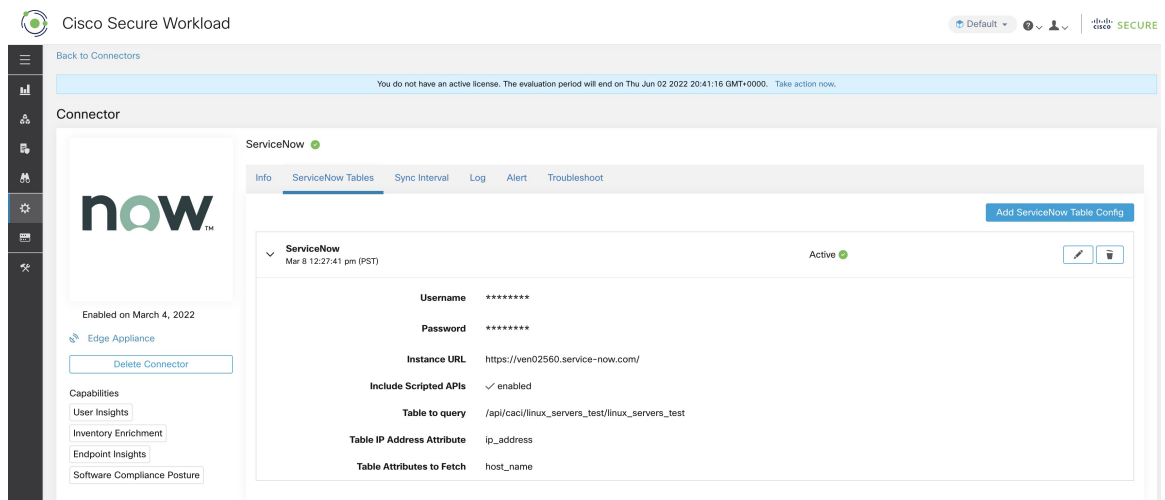 Cisco Secure Workload
Default
CISCO SECURE
Back to Connectors
You do not have an active license. The evaluation period will end on Thu Jun 02 2022 20:41:16 GMT+0000. Take action now.
Connector
now™
ServiceNow
Info ServiceNow Tables Sync Interval Log Alert Troubleshoot
Add ServiceNow Table Config
ServiceNow
Mar 8 12:27:41 pm (PST)
Active
Username ********
Password ********
Instance URL https://ven02560.service-now.com/
Include Scripted APIs ✓ enabled
Table to query /api/caci/linux_servers_test/linux_servers_test
Table IP Address Attribute ip_address
Table Attributes to Fetch host_name
Enabled on March 4, 2022
Edge Appliance
Delete Connector
Capabilities
User Insights
Inventory Enrichment
Endpoint Insights
Software Compliance Posture